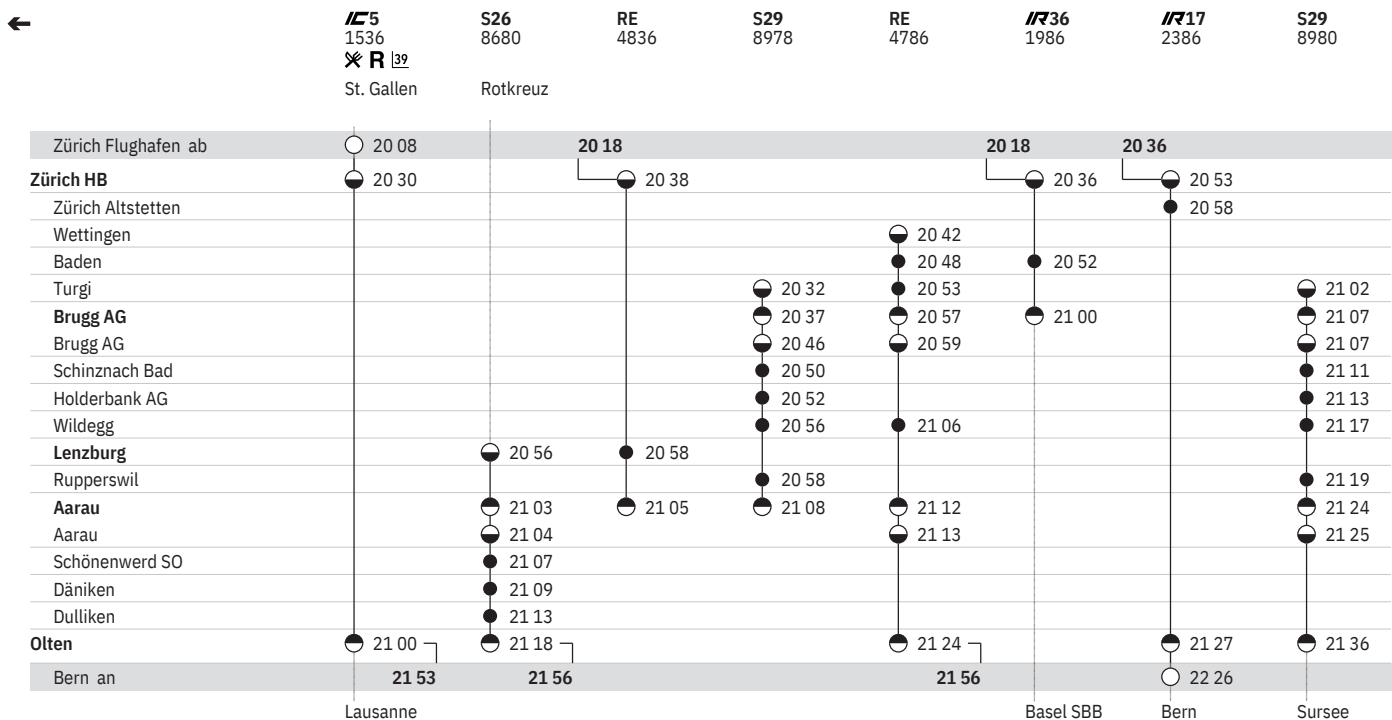 IC5 S26 RE S29 RE IR36 IR17 S29
1536 8680 4836 8978 4786 1986 2386 8980
R 39
St. Gallen Rotkreuz
Zürich Flughafen ab 20 08 20 18 20 18 20 36
Zürich HB 20 30 20 38 20 36 20 53
Zürich Altstetten 20 58
Wettingen 20 42
Baden 20 48 20 52
Turgi 20 32 20 53 21 02
Brugg AG 20 37 20 57 21 00 21 07
Brugg AG 20 46 20 59 21 07
Schinznach Bad 20 50 21 11
Holderbank AG 20 52 21 13
Wildegg 20 56 21 06 21 17
Lenzburg 20 56 20 58
Rupperswil 20 58 21 19
Aarau 21 03 21 05 21 08 21 12 21 24
Aarau 21 04 21 13 21 25
Schönenwerd SO 21 07
Däniken 21 09
Dulliken 21 13
Olten 21 00 21 18 21 24 21 27 21 36
Bern an 21 53 21 56 21 56 22 26
Lausanne Basel SBB Bern Sursee